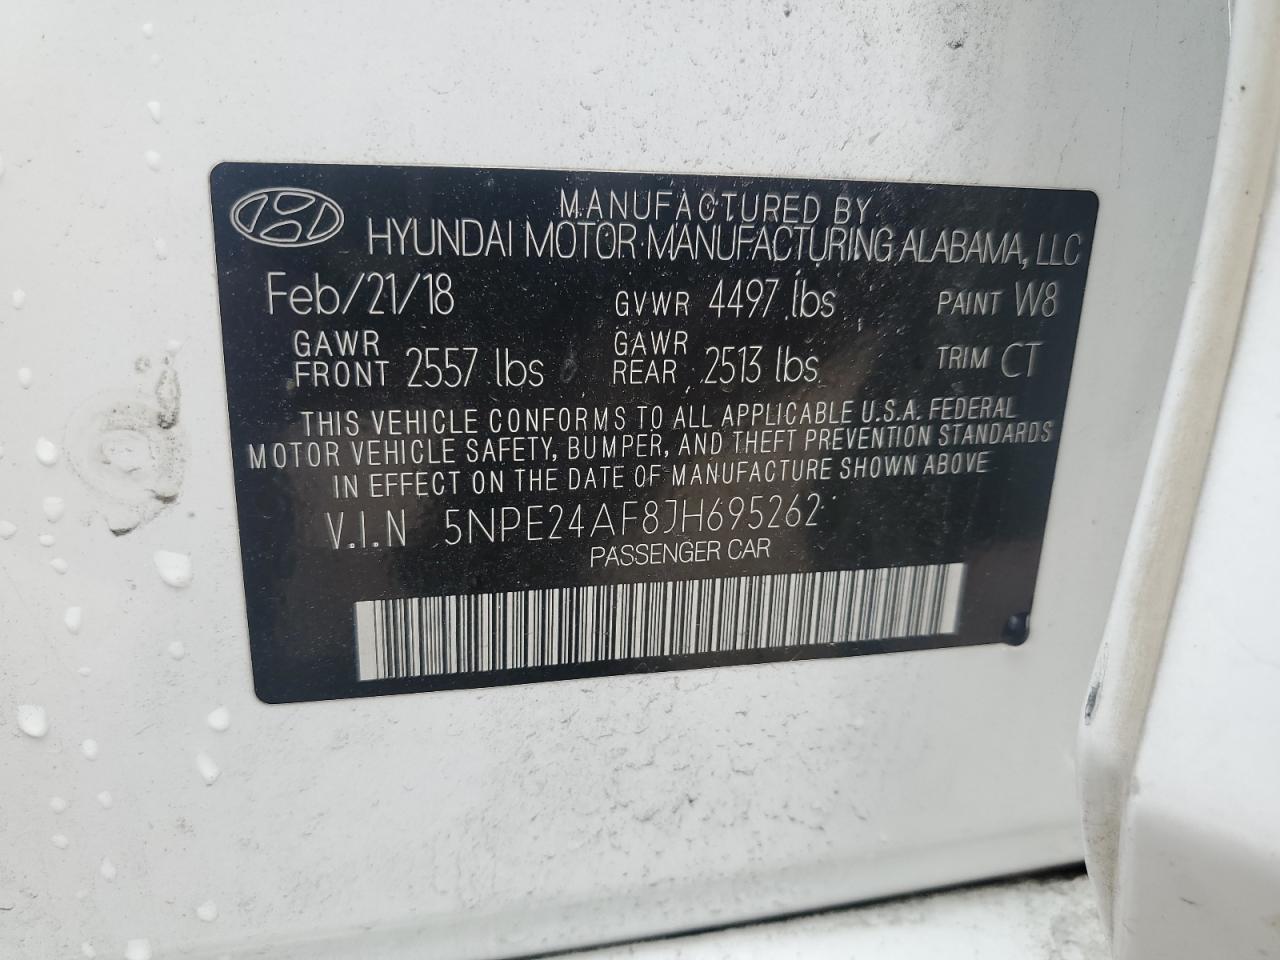 MANUFACTURED BY
HYUNDAI MOTOR MANUFACTURING ALABAMA, LLC
Feb/21/18 GVWR 4497 lbs PAINT W8
GAWR FRONT 2557 lbs GAWR REAR 2513 lbs TRIM CT
THIS VEHICLE CONFORMS TO ALL APPLICABLE U.S.A. FEDERAL
MOTOR VEHICLE SAFETY, BUMPER, AND THEFT PREVENTION STANDARDS
IN EFFECT ON THE DATE OF MANUFACTURE SHOWN ABOVE
V.I.N 5NPE24AF8JH695262
PASSENGER CAR